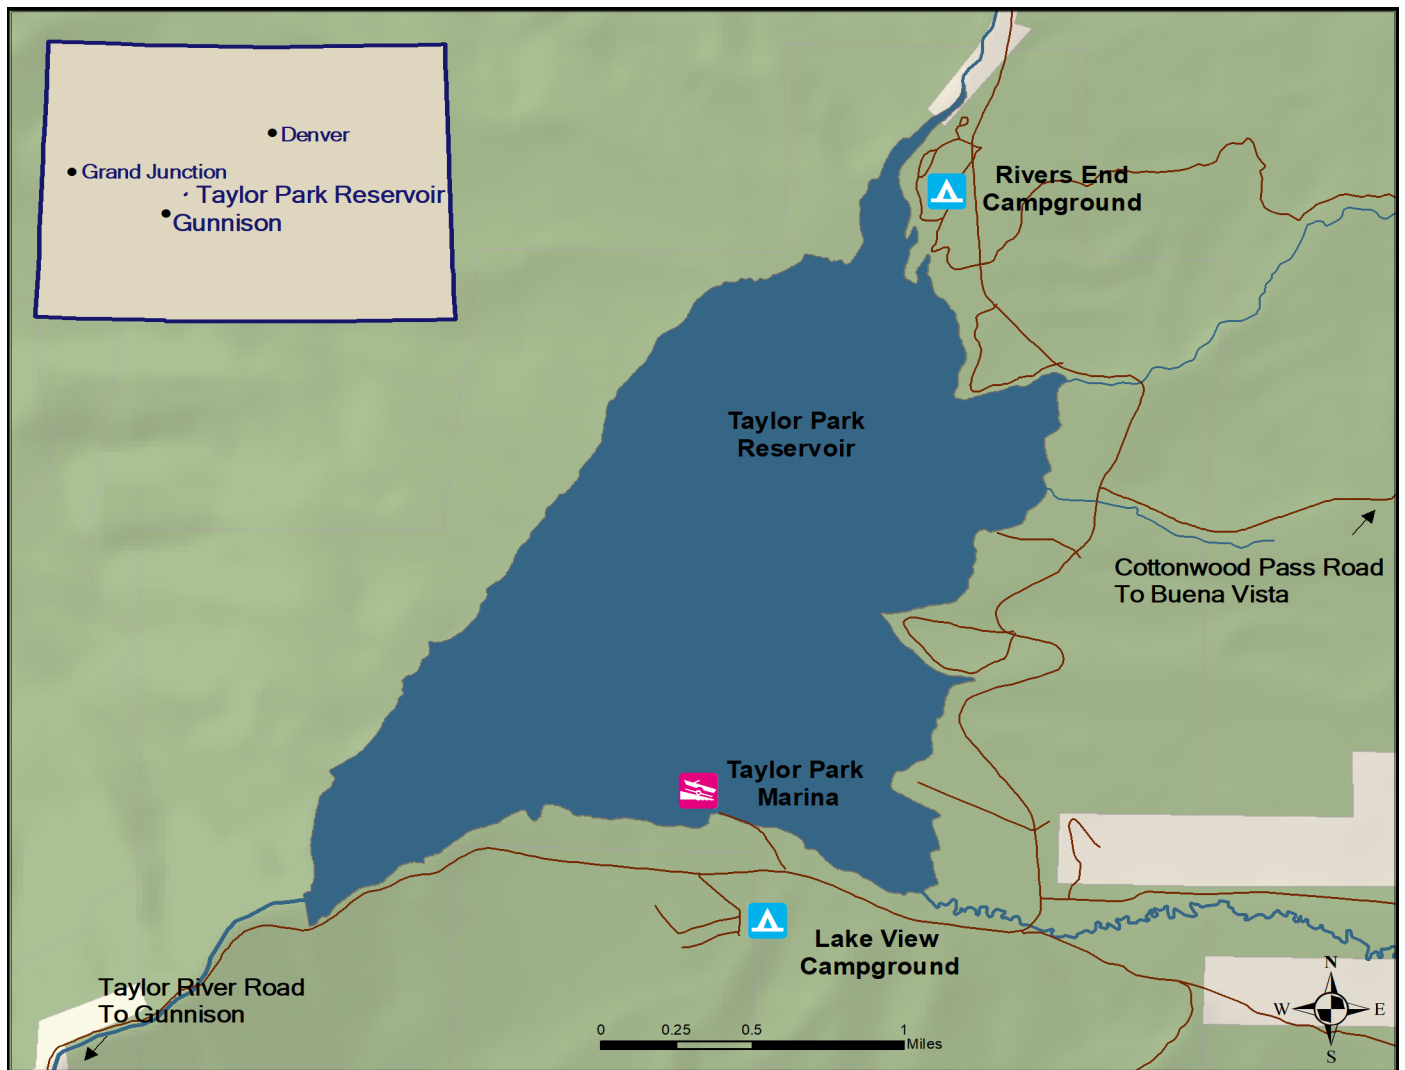 Denver
Grand Junction
Taylor Park Reservoir
Gunnison
Rivers End
Campground
Taylor Park
Reservoir
Cottonwood Pass Road
To Buena Vista
Taylor Park
Marina
Lake View
Campground
Taylor River Road
To Gunnison
0 0.25 0.5 1
Miles
N
W E
S